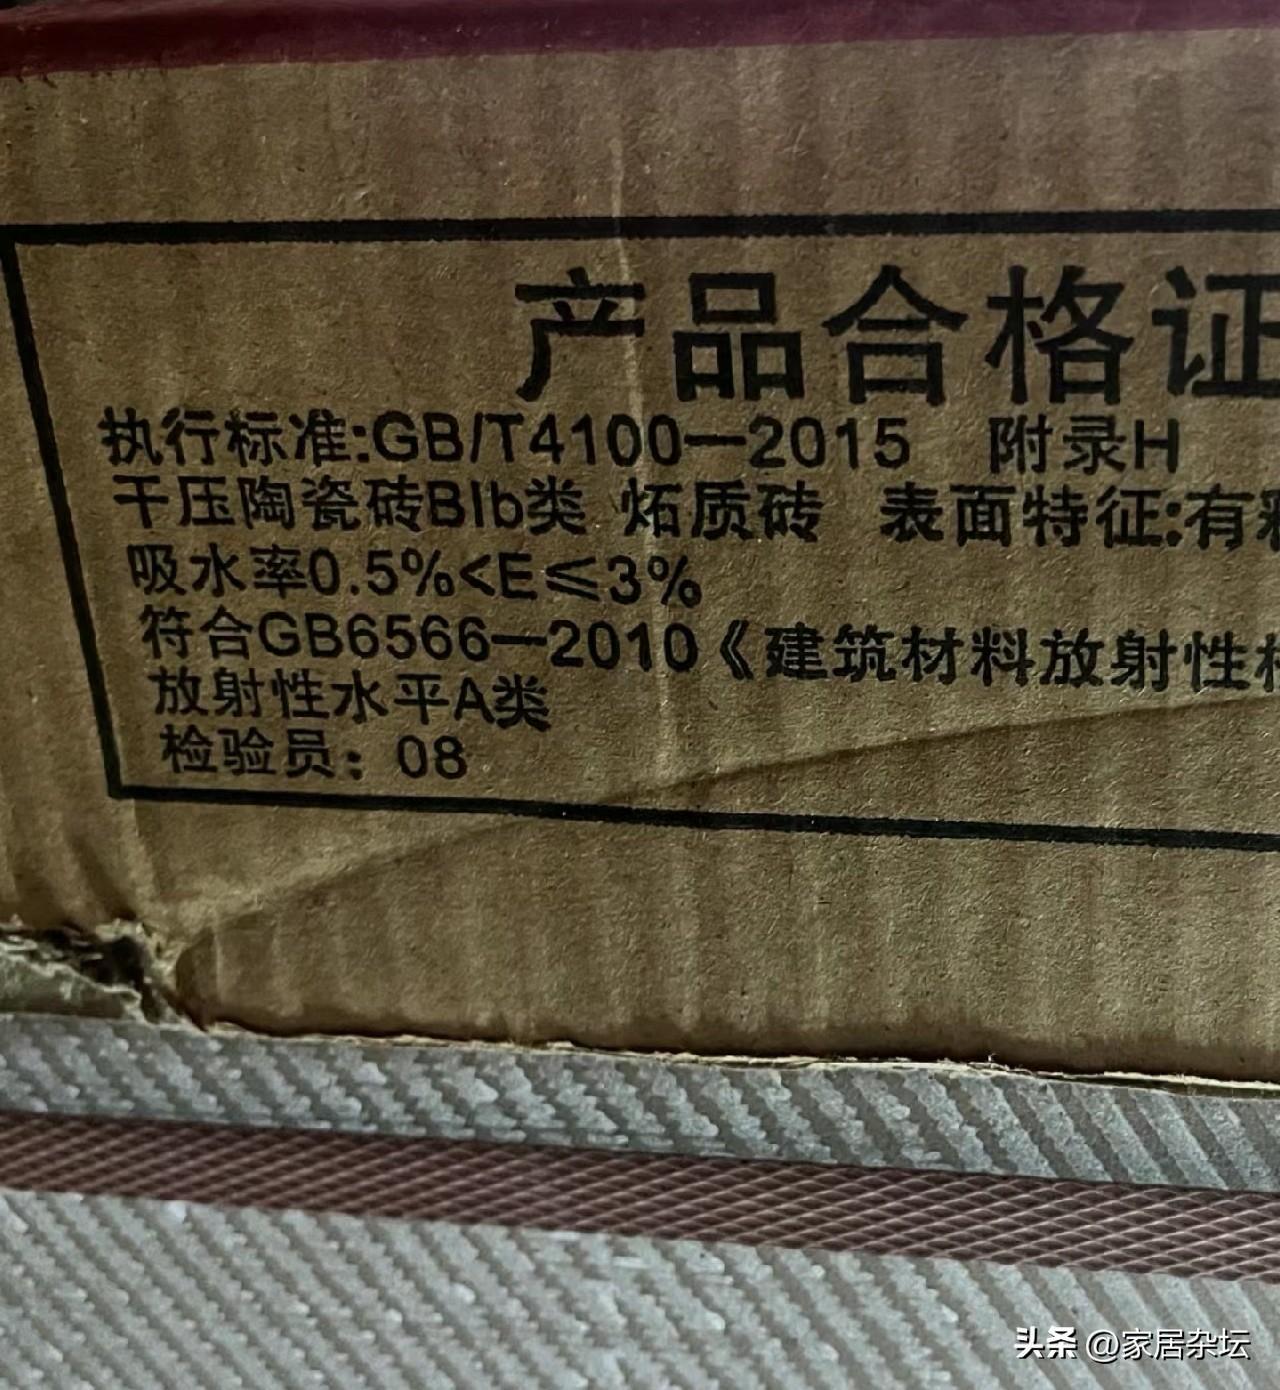 产品合格证
执行标准:GB/T4100—2015 附录H
干压陶瓷砖BIb类 炻质砖 表面特征:有
吸水率0.5%<E≤3%
符合GB6566—2010《建筑材料放射性
放射性水平A类
检验员：08
头条 @家居杂坛